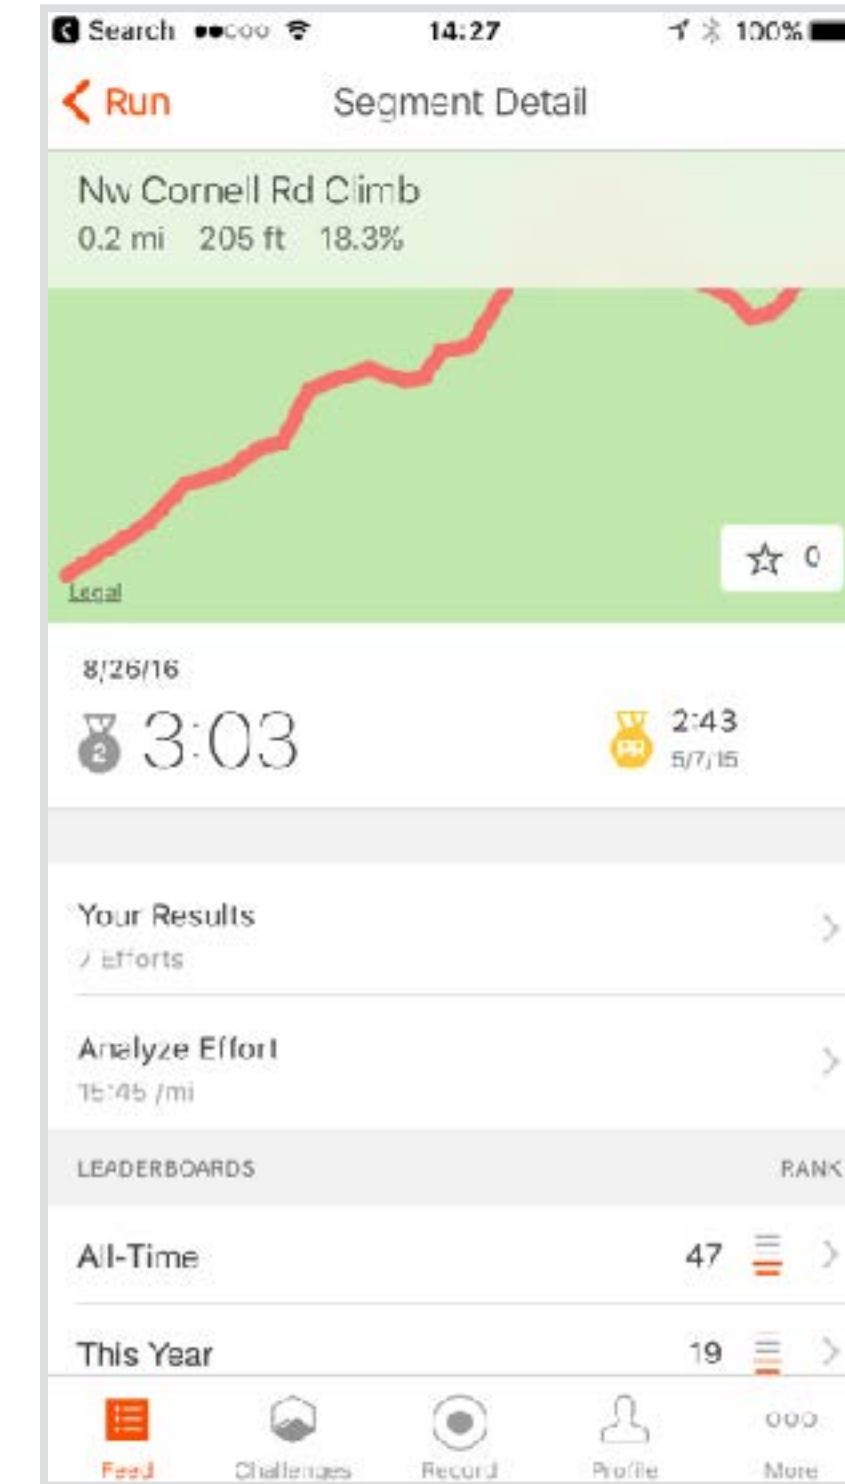 Search 14:27 100%
Run Segment Detail
Nw Cornell Rd Climb
0.2 mi 205 ft 18.3%
Legal
0
8/26/16
2 3:03 PR 2:43
5/7/15
Your Results
Efforts
Analyze Effort
15:45 /mi
LEADERBOARDS RANK
All-Time 47
This Year 19
Feed Challenges Record Profile More